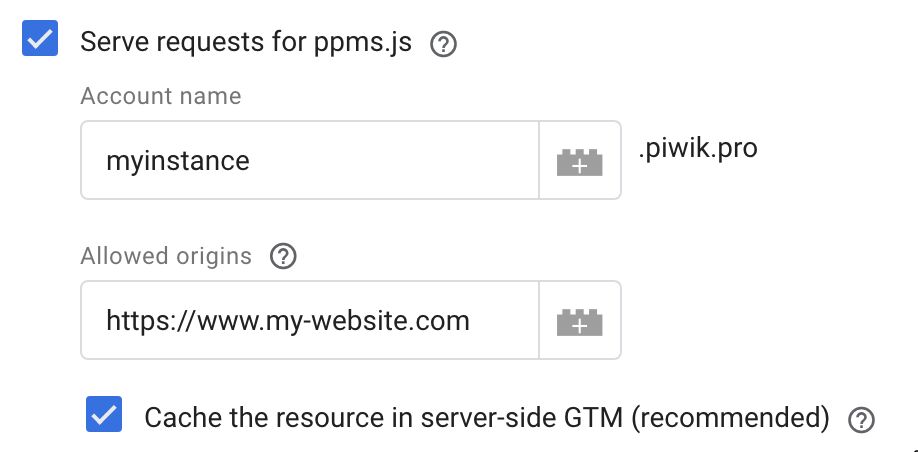 Serve requests for ppms.js
Account name
myinstance
.piwik.pro
Allowed origins
https://www.my-website.com
Cache the resource in server-side GTM (recommended)